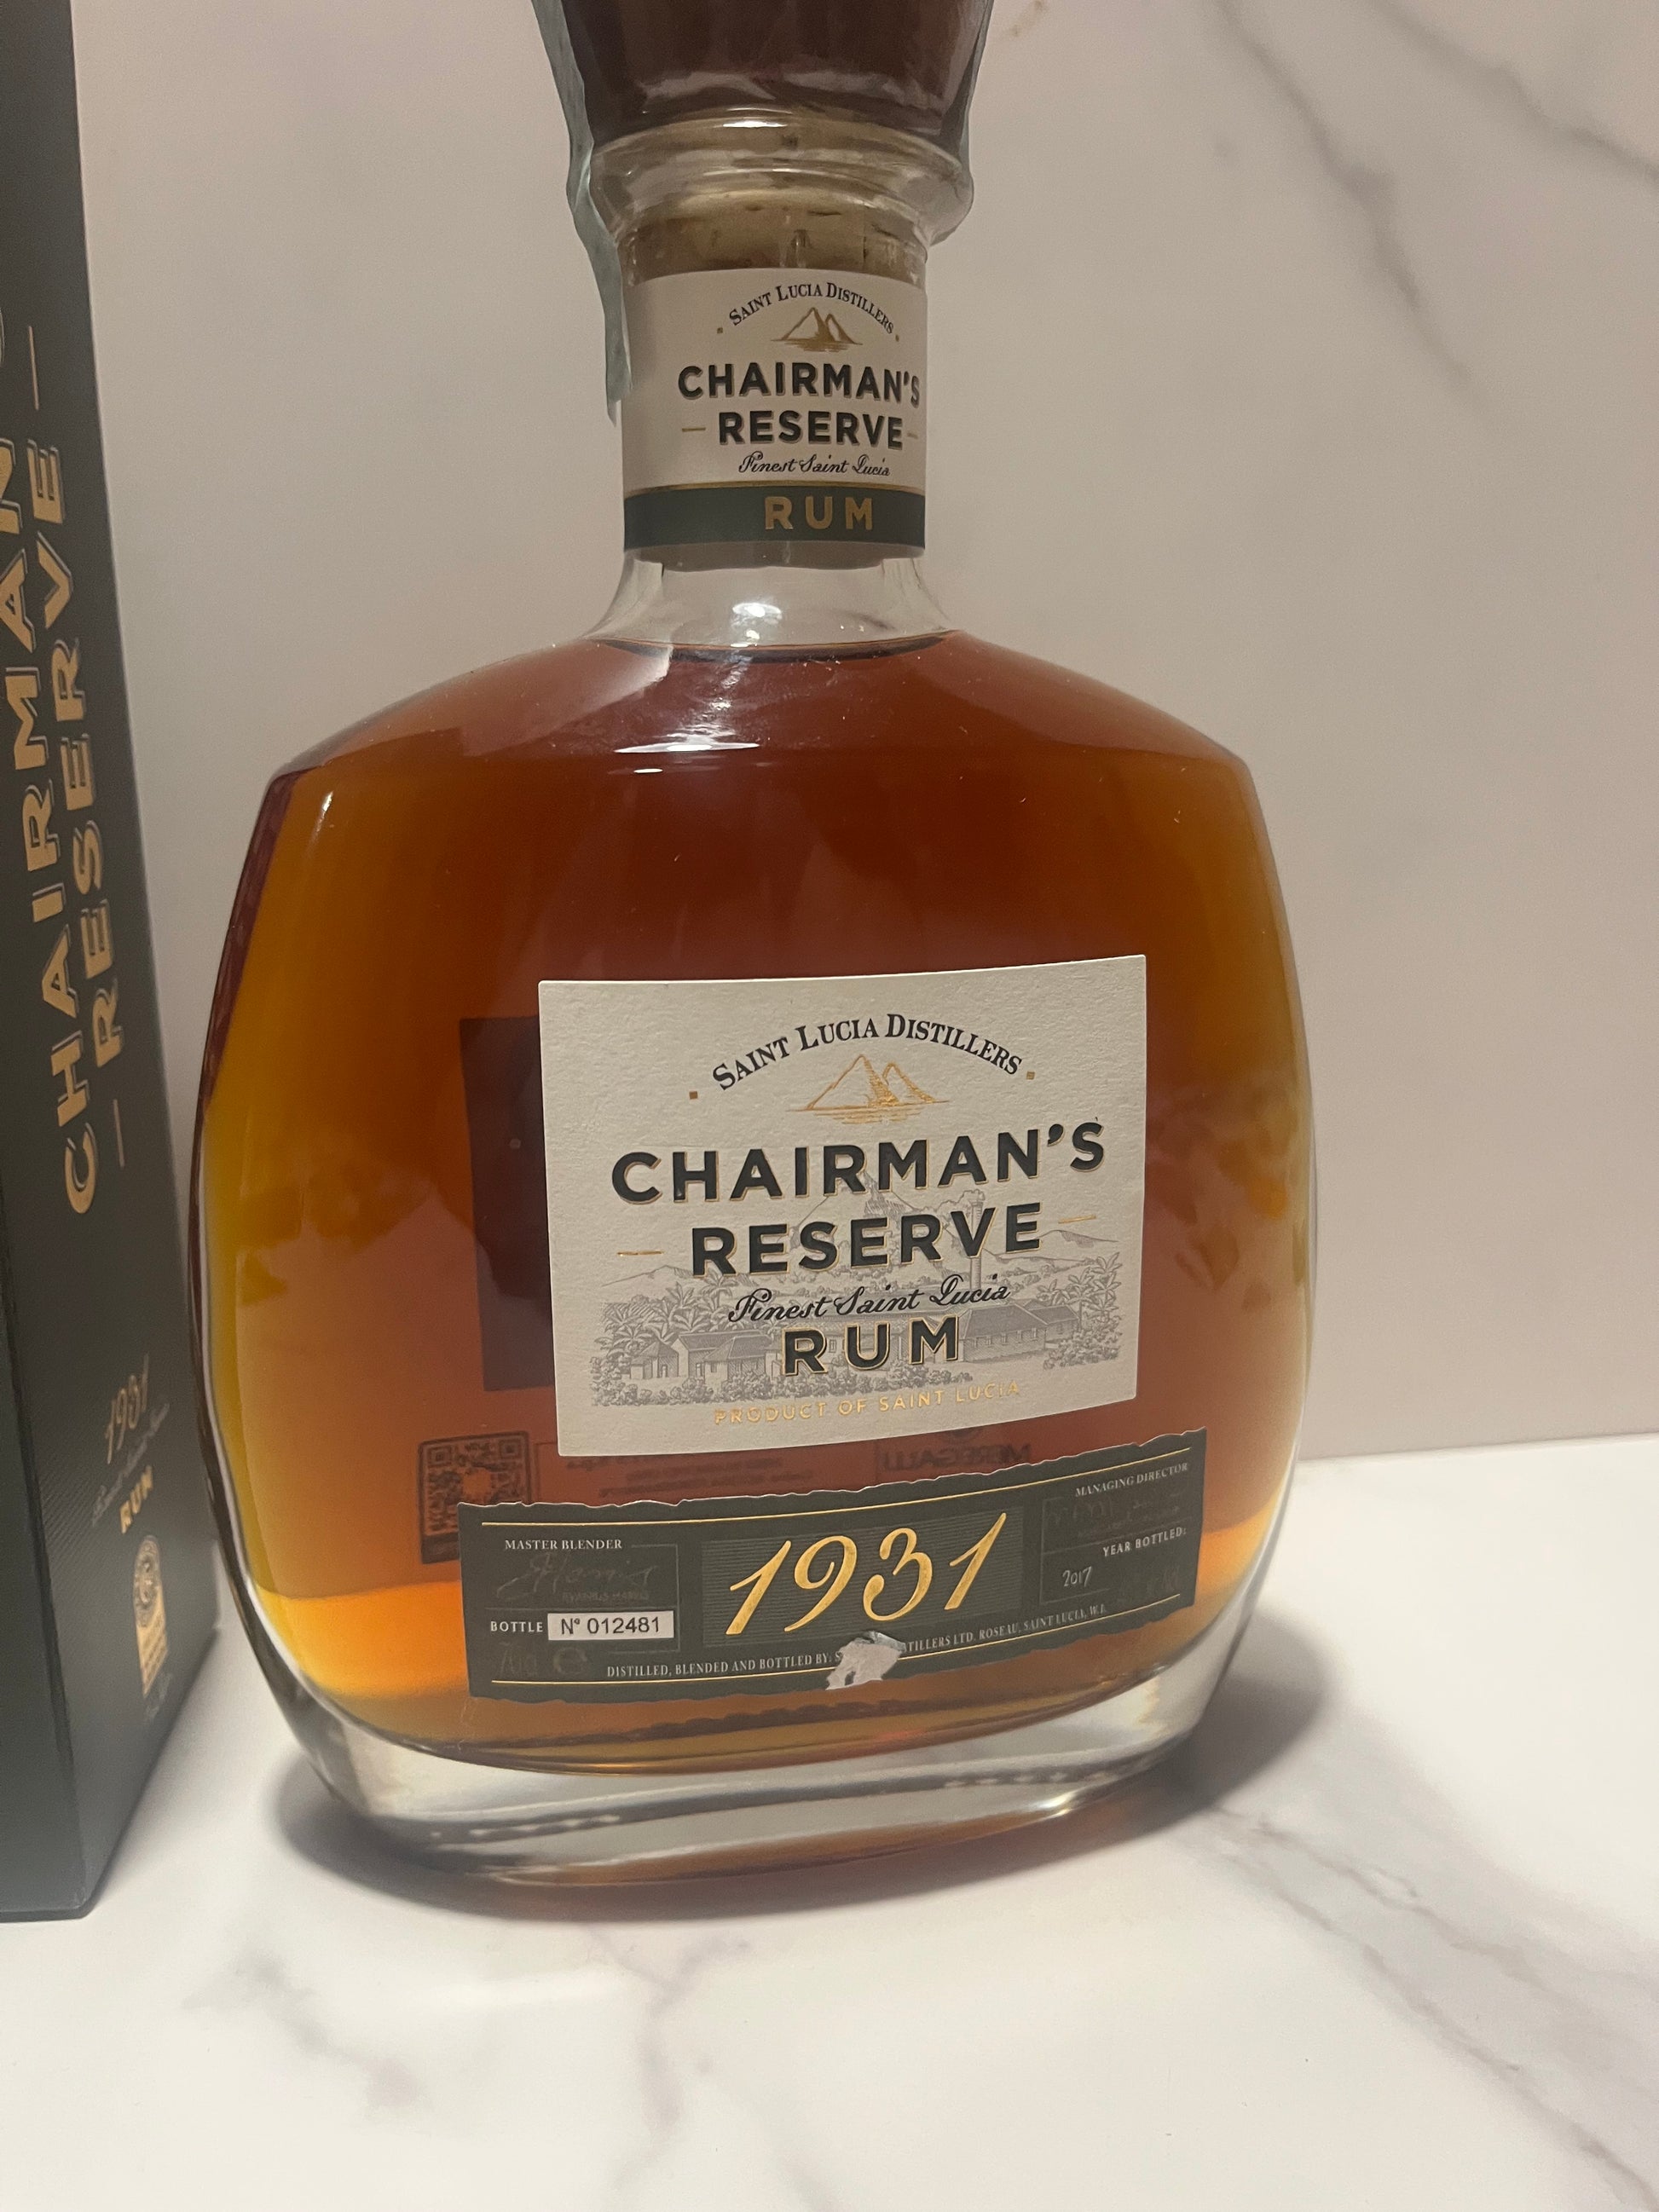 SAINT LUCIA DISTILLERS
CHAIRMAN'S
RESERVE
Finest Saint Lucia
RUM
SAINT LUCIA DISTILLERS
CHAIRMAN'S
RESERVE
Finest Saint Lucia
RUM
PRODUCT OF SAINT LUCIA
MASTER BLENDER
BOTTLE Nº 012481
70cl e
1931
MANAGING DIRECTOR
YEAR BOTTLED:
2017
DISTILLED, BLENDED AND BOTTLED BY: S
TILLERS LTD. ROSEAU, SAINT LUCIA, W.I.
CHAIRMAN
RESERVE
1931
RUM